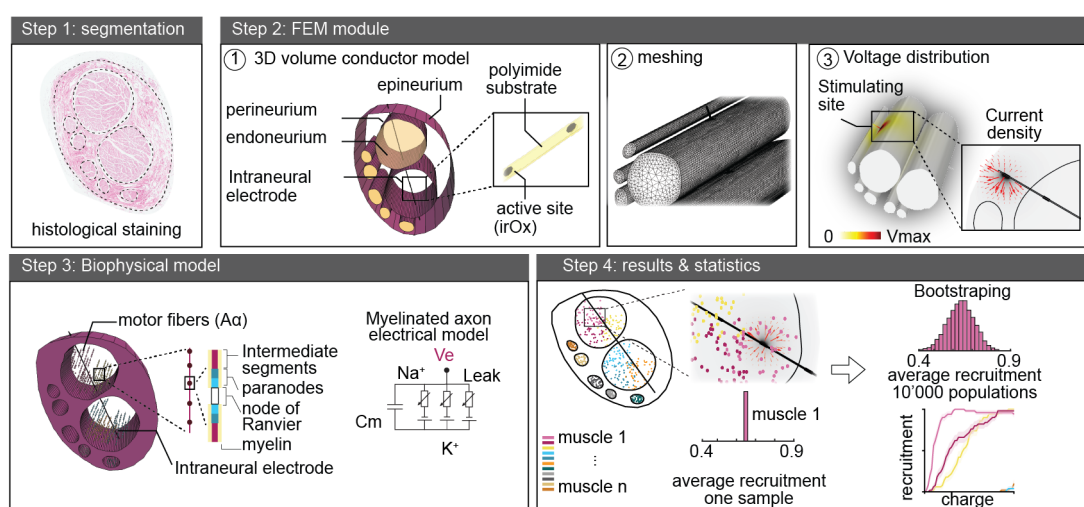 Step 1: segmentation
histological staining
Step 2: FEM module
1 3D volume conductor model
epineurium
polyimide
substrate
perineurium
endoneurium
Intraneural
electrode
active site
(irOx)
2 meshing
3 Voltage distribution
Stimulating
site
Current
density
0 Vmax
Step 3: Biophysical model
motor fibers (Aα)
Intermediate
segments
paranodes
node of
Ranvier
myelin
Intraneural electrode
Myelinated axon
electrical model
Ve
Na⁺
Leak
Cm
K⁺
Step 4: results & statistics
muscle 1
⋮
muscle n
muscle 1
0.4 0.9
average recruitment
one sample
Bootstraping
0.4 0.9
average recruitment
10'000 populations
recruitment
charge